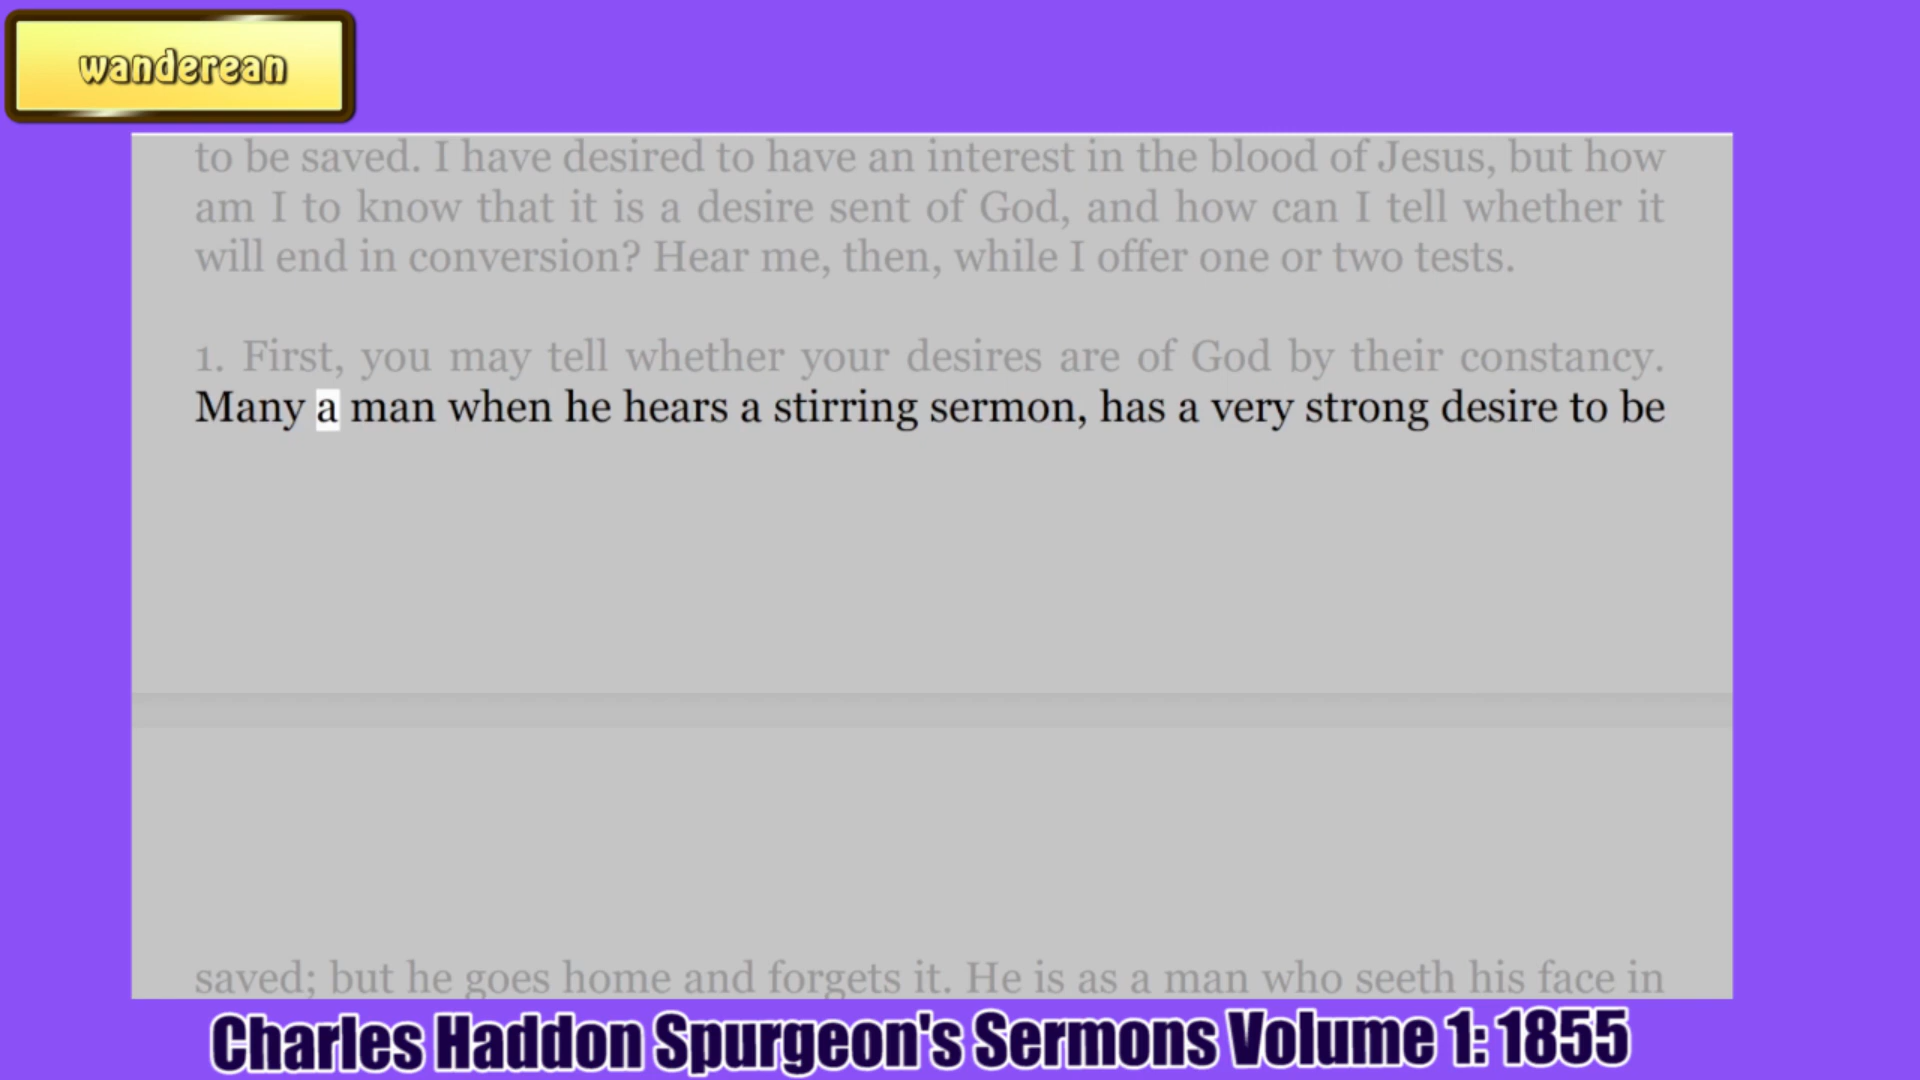 wanderean
to be saved. I have desired to have an interest in the blood of Jesus, but how
am I to know that it is a desire sent of God, and how can I tell whether it
will end in conversion? Hear me, then, while I offer one or two tests.
1. First, you may tell whether your desires are of God by their constancy.
Many a man when he hears a stirring sermon, has a very strong desire to be
saved; but he goes home and forgets it. He is as a man who seeth his face in
Charles Haddon Spurgeon's Sermons Volume 1: 1855